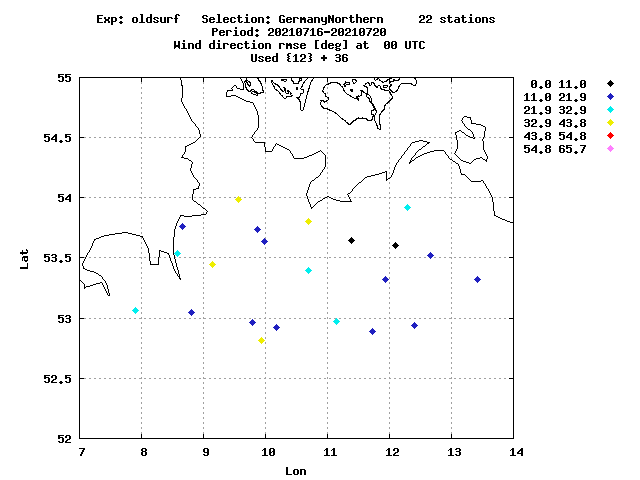 Exp: oldsurf   Selection: GermanyNorthern     22 stations
Period: 20210716-20210720
Wind direction rmse [deg] at  00 UTC
Used {12} + 36
55
54.5
54
53.5
53
52.5
52
Lat
7 8 9 10 11 12 13 14
Lon
0.0 11.0
11.0 21.9
21.9 32.9
32.9 43.8
43.8 54.8
54.8 65.7